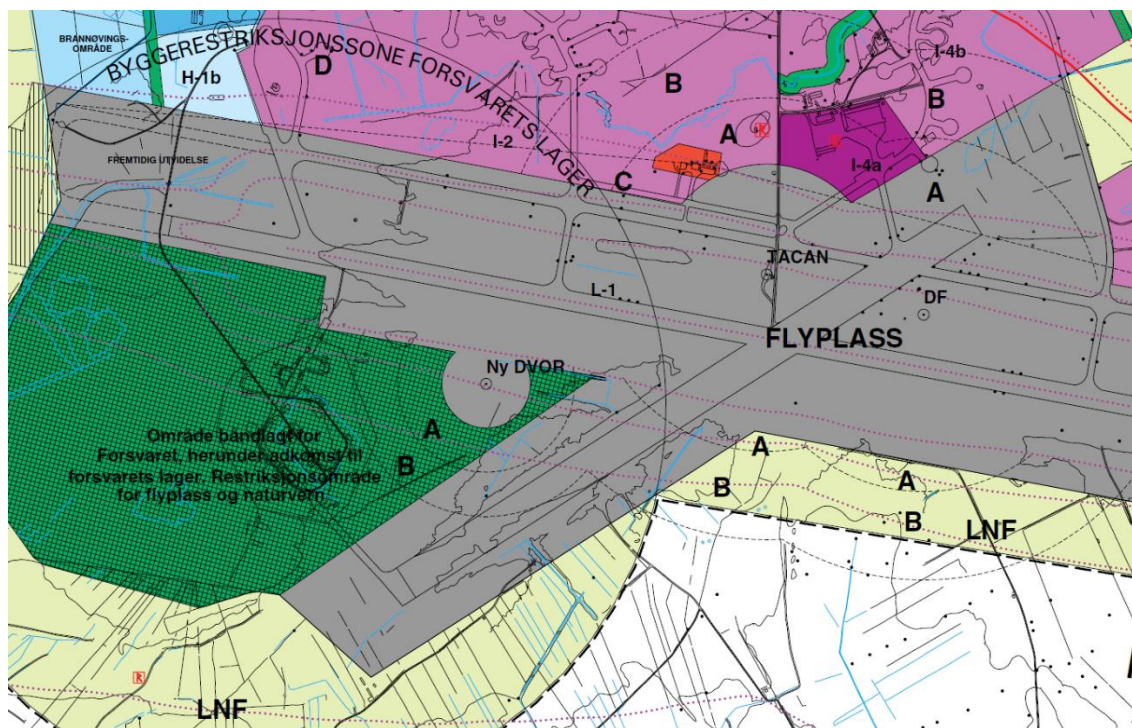 BRANNØVINGS-
OMRÅDE
BYGGERESTRIKSJONSSONE FORSVARETS LAGER
H-1b
D
B
I-4b
B
A
R
R
I-2
I-4a
FREMTIDIG UTVIDELSE
C
A
TACAN
L-1
DF
FLYPLASS
Ny DVOR
A
Område båndlagt for
Forsvaret, herunder adkomst til
forsvarets lager. Restriksjonsområde
for flyplass og naturvern
B
A
A
B
B
LNF
R
LNF